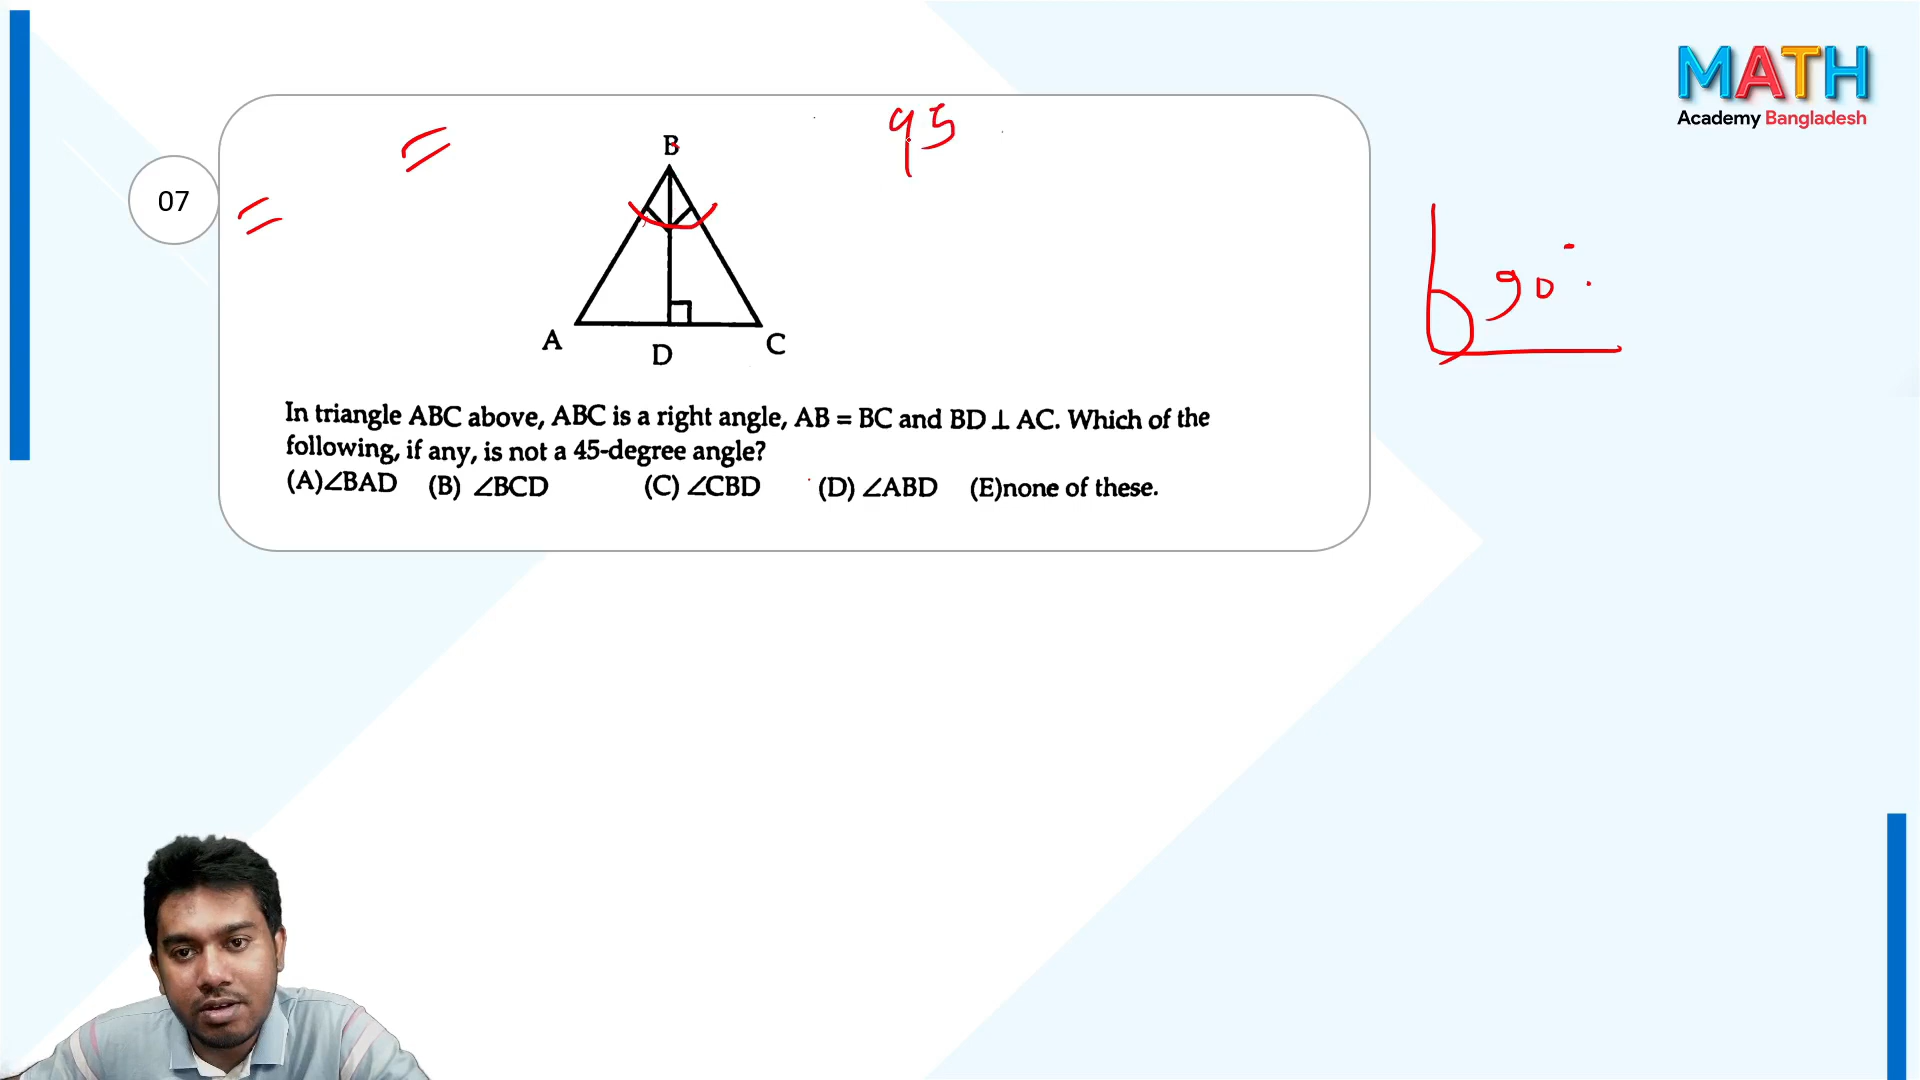 MATH
Academy Bangladesh
07
=
=
95
B
90°
A
D
C
In triangle ABC above, ABC is a right angle, AB = BC and BD ⊥ AC. Which of the
following, if any, is not a 45-degree angle?
(A)∠BAD (B) ∠BCD (C) ∠CBD (D) ∠ABD (E)none of these.